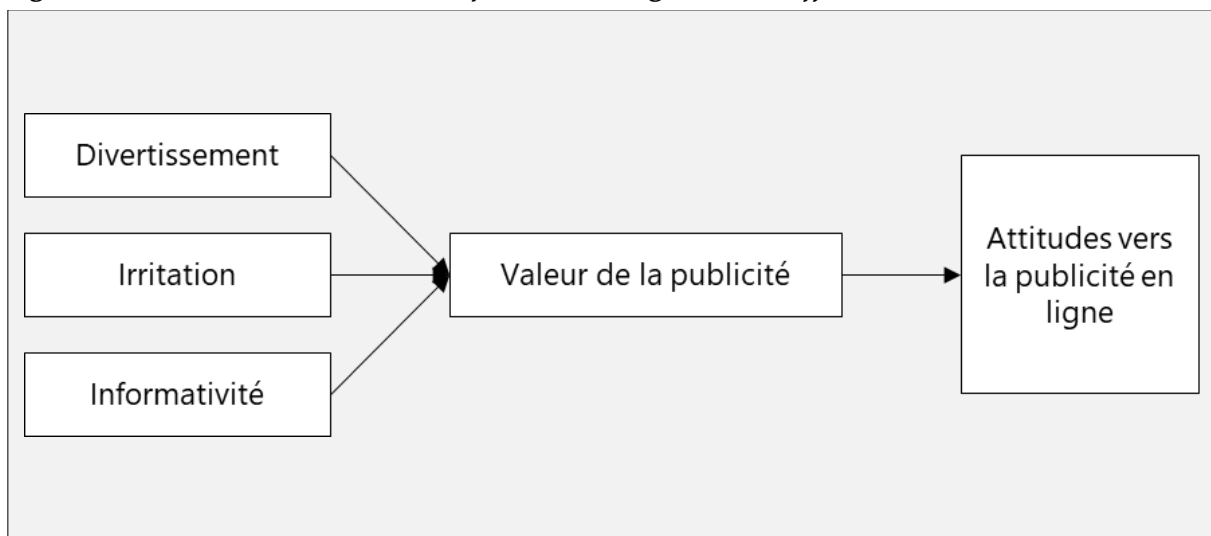 Divertissement
Irritation
Informativité
Valeur de la publicité
Attitudes vers
la publicité en
ligne